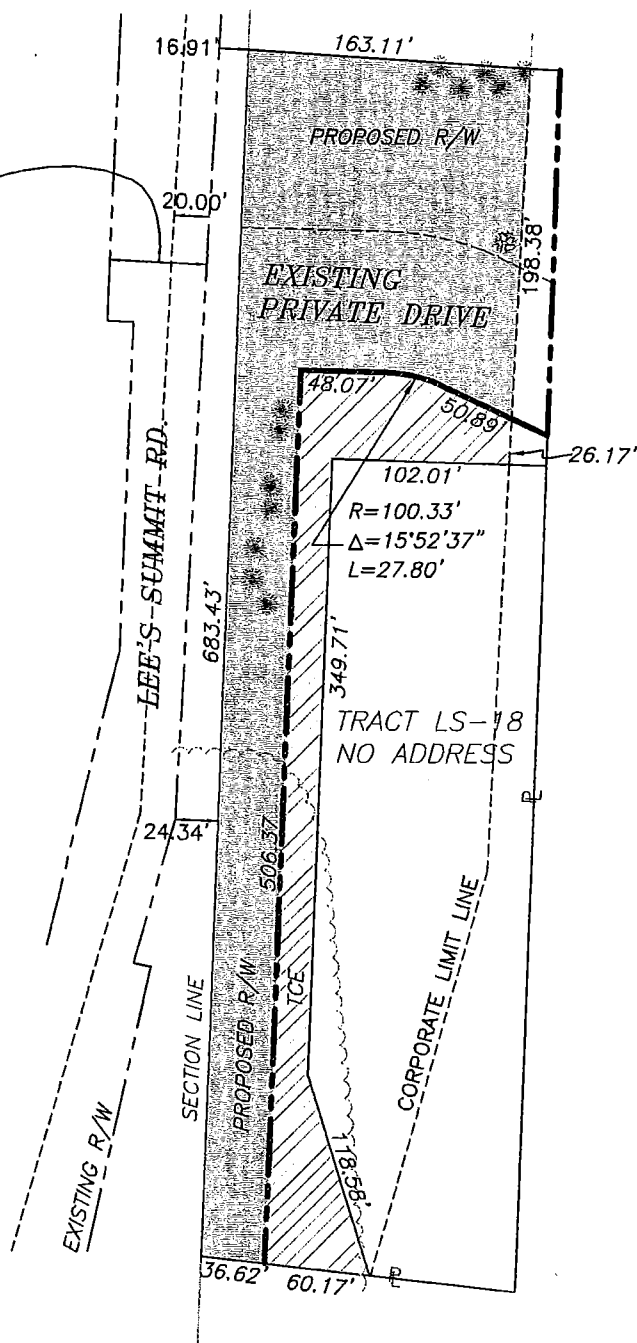 16.91'
163.11'
PROPOSED R/W
20.00'
198.38'
EXISTING
PRIVATE DRIVE
48.07'
50.89'
26.17'
102.01'
R=100.33'
Δ=15°52'37"
L=27.80'
LEE'S SUMMIT RD.
683.43'
349.71'
TRACT LS-18
NO ADDRESS
24.34'
506.37'
PROPOSED R/W
TCE
SECTION LINE
EXISTING R/W
CORPORATE LIMIT LINE
118.58'
36.62'
60.17'
PL
PL